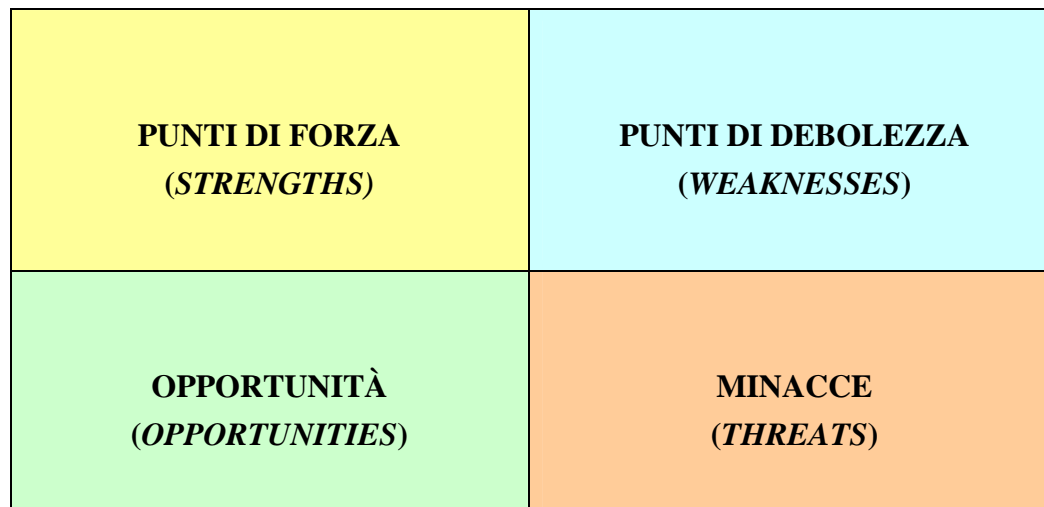 PUNTI DI FORZA
(STRENGTHS)
PUNTI DI DEBOLEZZA
(WEAKNESSES)
OPPORTUNITÀ
(OPPORTUNITIES)
MINACCE
(THREATS)